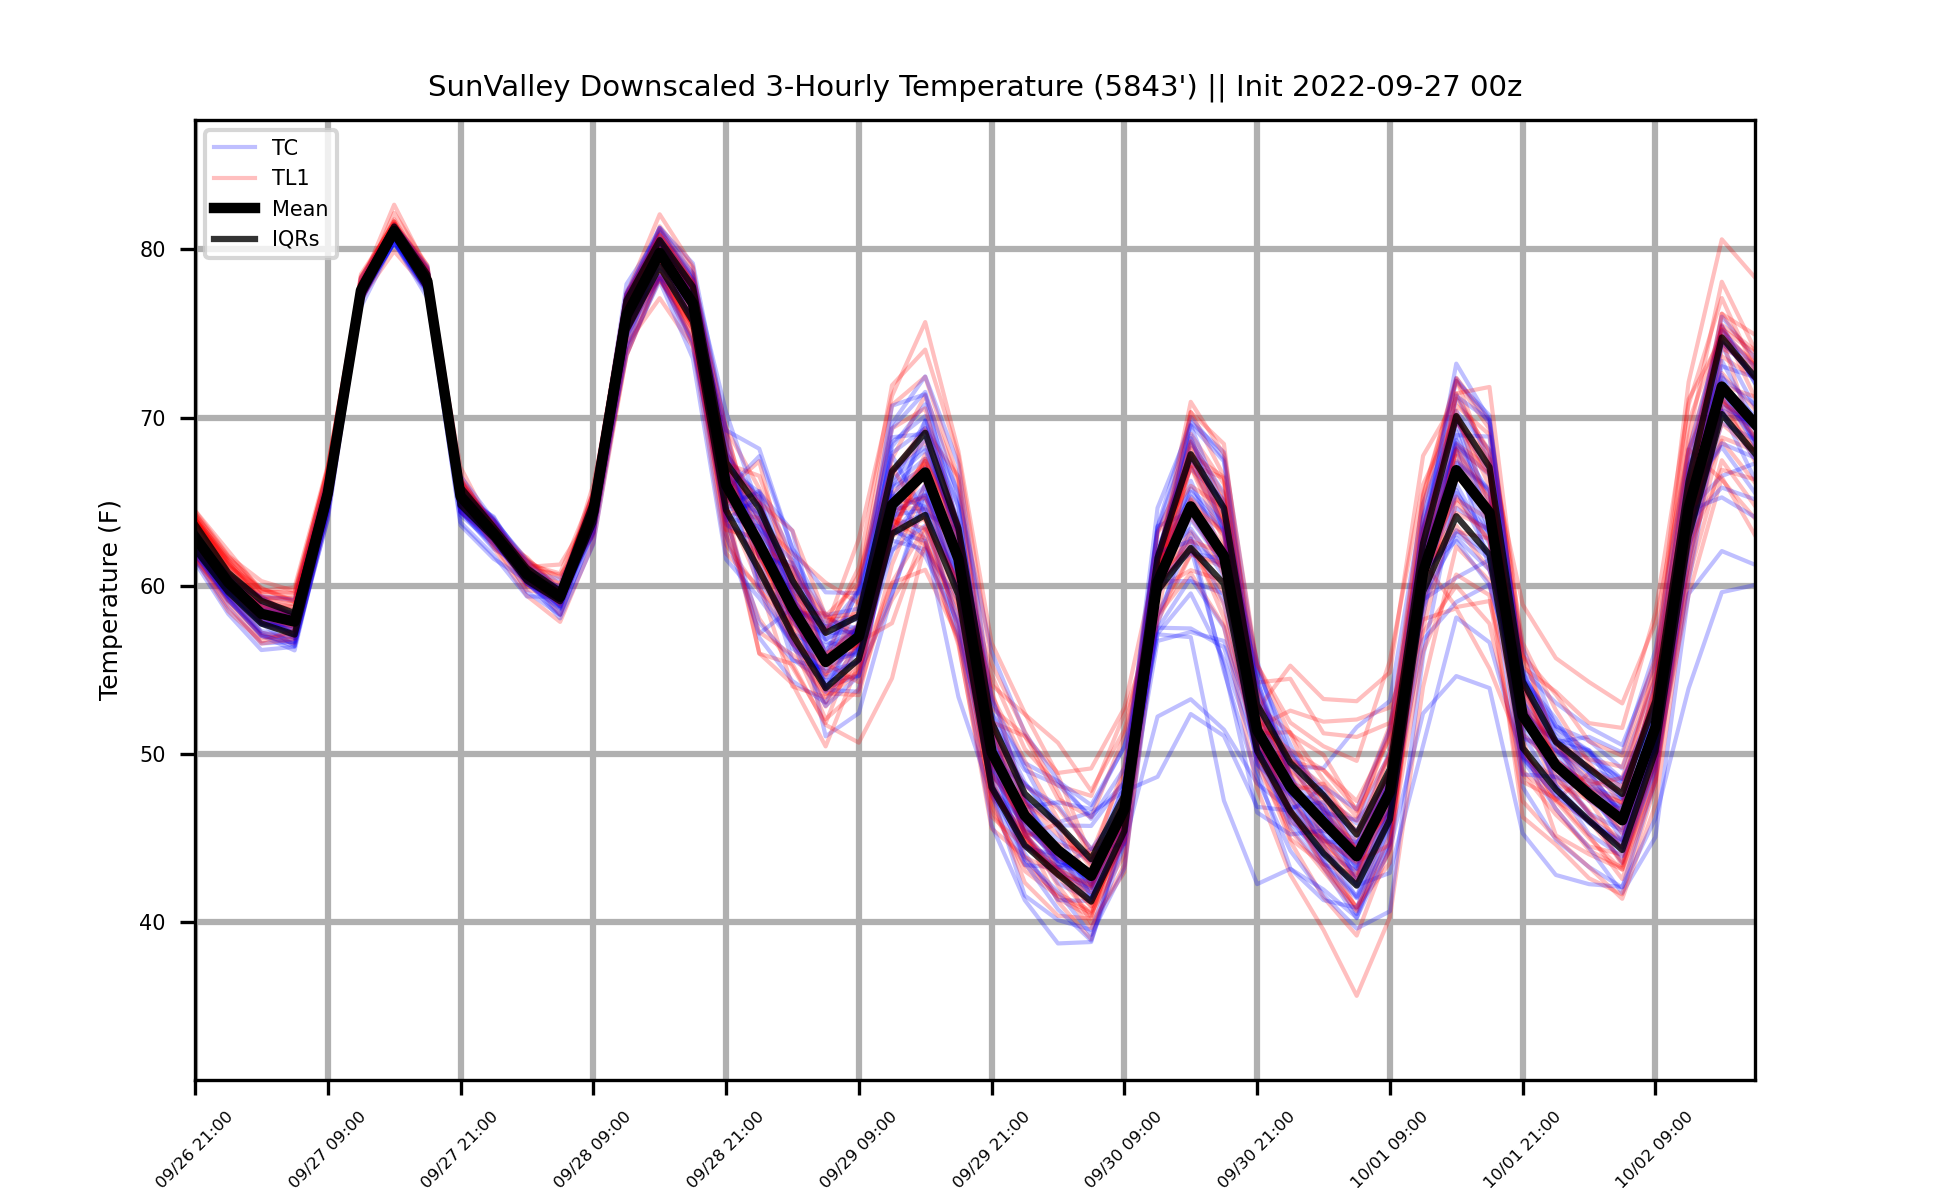 SunValley Downscaled 3-Hourly Temperature (5843') || Init 2022-09-27 00z
TC
TL1
Mean
IQRs
Temperature (F)
80
70
60
50
40
09/26 21:00
09/27 09:00
09/27 21:00
09/28 09:00
09/28 21:00
09/29 09:00
09/29 21:00
09/30 09:00
09/30 21:00
10/01 09:00
10/01 21:00
10/02 09:00